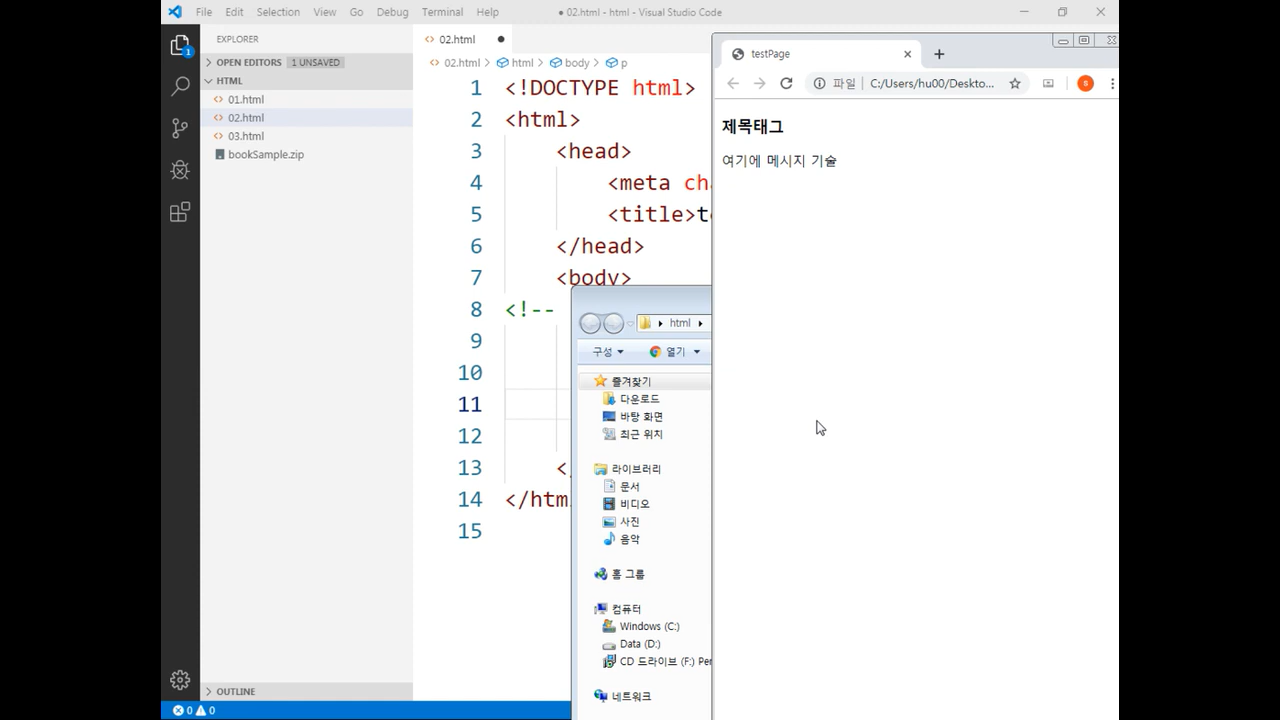 File Edit Selection View Go Debug Terminal Help ● 02.html - html - Visual Studio Code
EXPLORER
OPEN EDITORS 1 UNSAVED
HTML
01.html
02.html
03.html
bookSample.zip
OUTLINE
1
0 0
02.html
02.html > html > body > p
1 <!DOCTYPE html>
2 <html>
3 <head>
4 <meta cha
5 <title>te
6 </head>
7 <body>
8 <!--
9
10
11
12
13 </
14 </htm
15
html
구성 열기
즐겨찾기
다운로드
바탕 화면
최근 위치
라이브러리
문서
비디오
사진
음악
홈 그룹
컴퓨터
Windows (C:)
Data (D:)
CD 드라이브 (F:) Per
네트워크
testPage
파일 C:/Users/hu00/Deskto... s
제목태그
여기에 메시지 기술